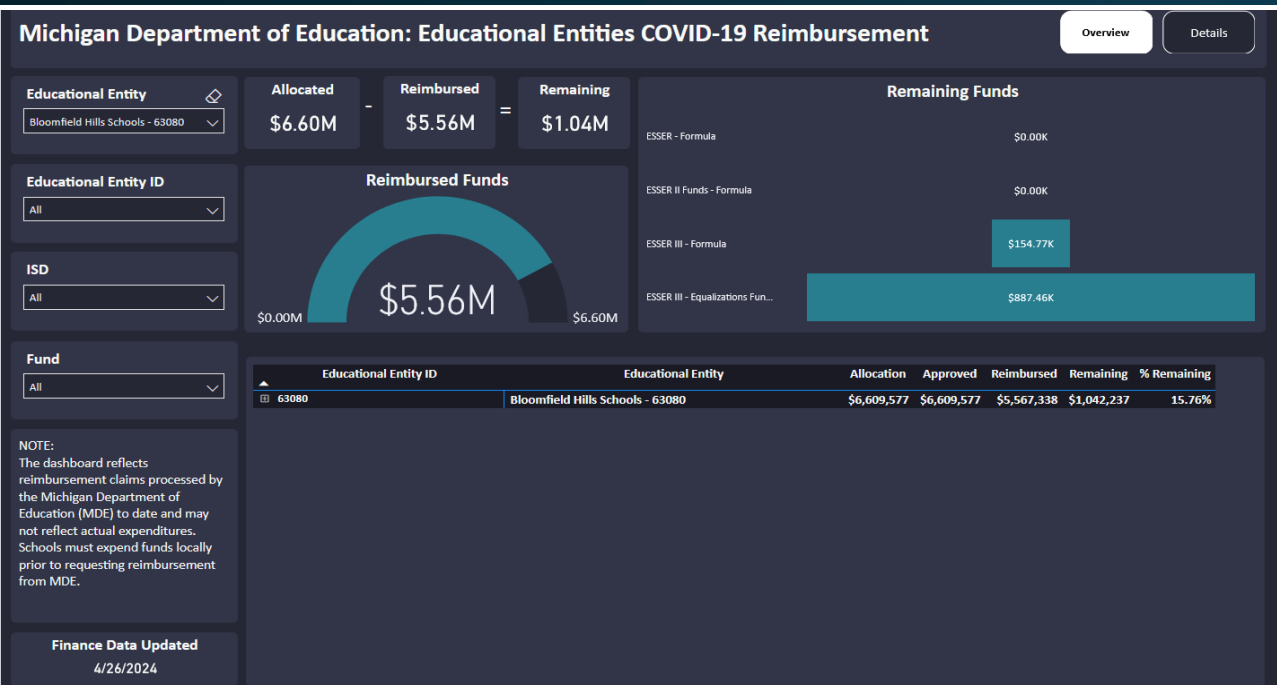 Michigan Department of Education: Educational Entities COVID-19 Reimbursement
Overview
Details
Educational Entity
Bloomfield Hills Schools - 63080
Educational Entity ID
All
ISD
All
Fund
All
NOTE:
The dashboard reflects
reimbursement claims processed by
the Michigan Department of
Education (MDE) to date and may
not reflect actual expenditures.
Schools must expend funds locally
prior to requesting reimbursement
from MDE.
Finance Data Updated
4/26/2024
Allocated
$6.60M
-
Reimbursed
$5.56M
=
Remaining
$1.04M
Reimbursed Funds
$5.56M
$0.00M
$6.60M
Remaining Funds
ESSER - Formula
$0.00K
ESSER II Funds - Formula
$0.00K
ESSER III - Formula
$154.77K
ESSER III - Equalizations Fun...
$887.46K
Educational Entity ID Educational Entity Allocation Approved Reimbursed Remaining % Remaining
63080 Bloomfield Hills Schools - 63080 $6,609,577 $6,609,577 $5,567,338 $1,042,237 15.76%